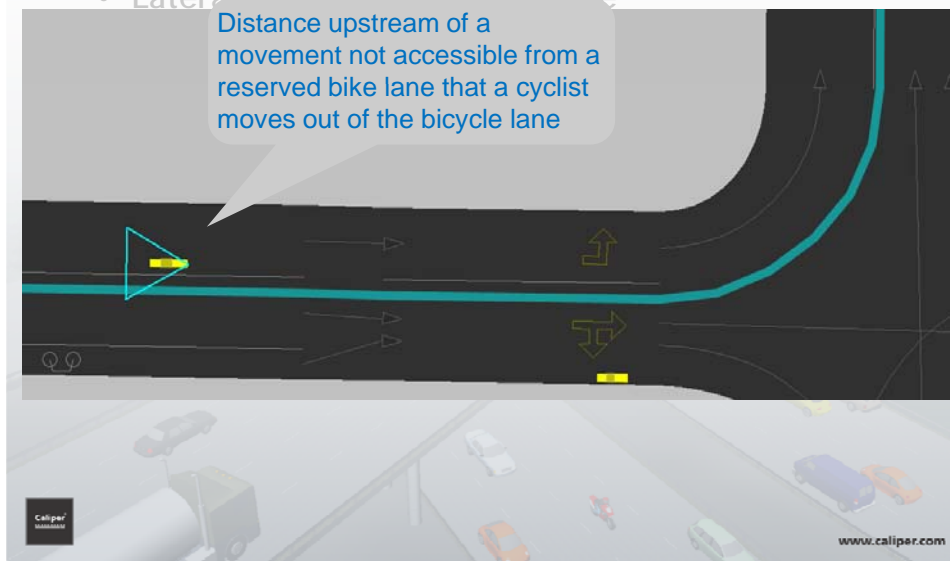 • Latera
Distance upstream of a
movement not accessible from a
reserved bike lane that a cyclist
moves out of the bicycle lane
Caliper
www.caliper.com